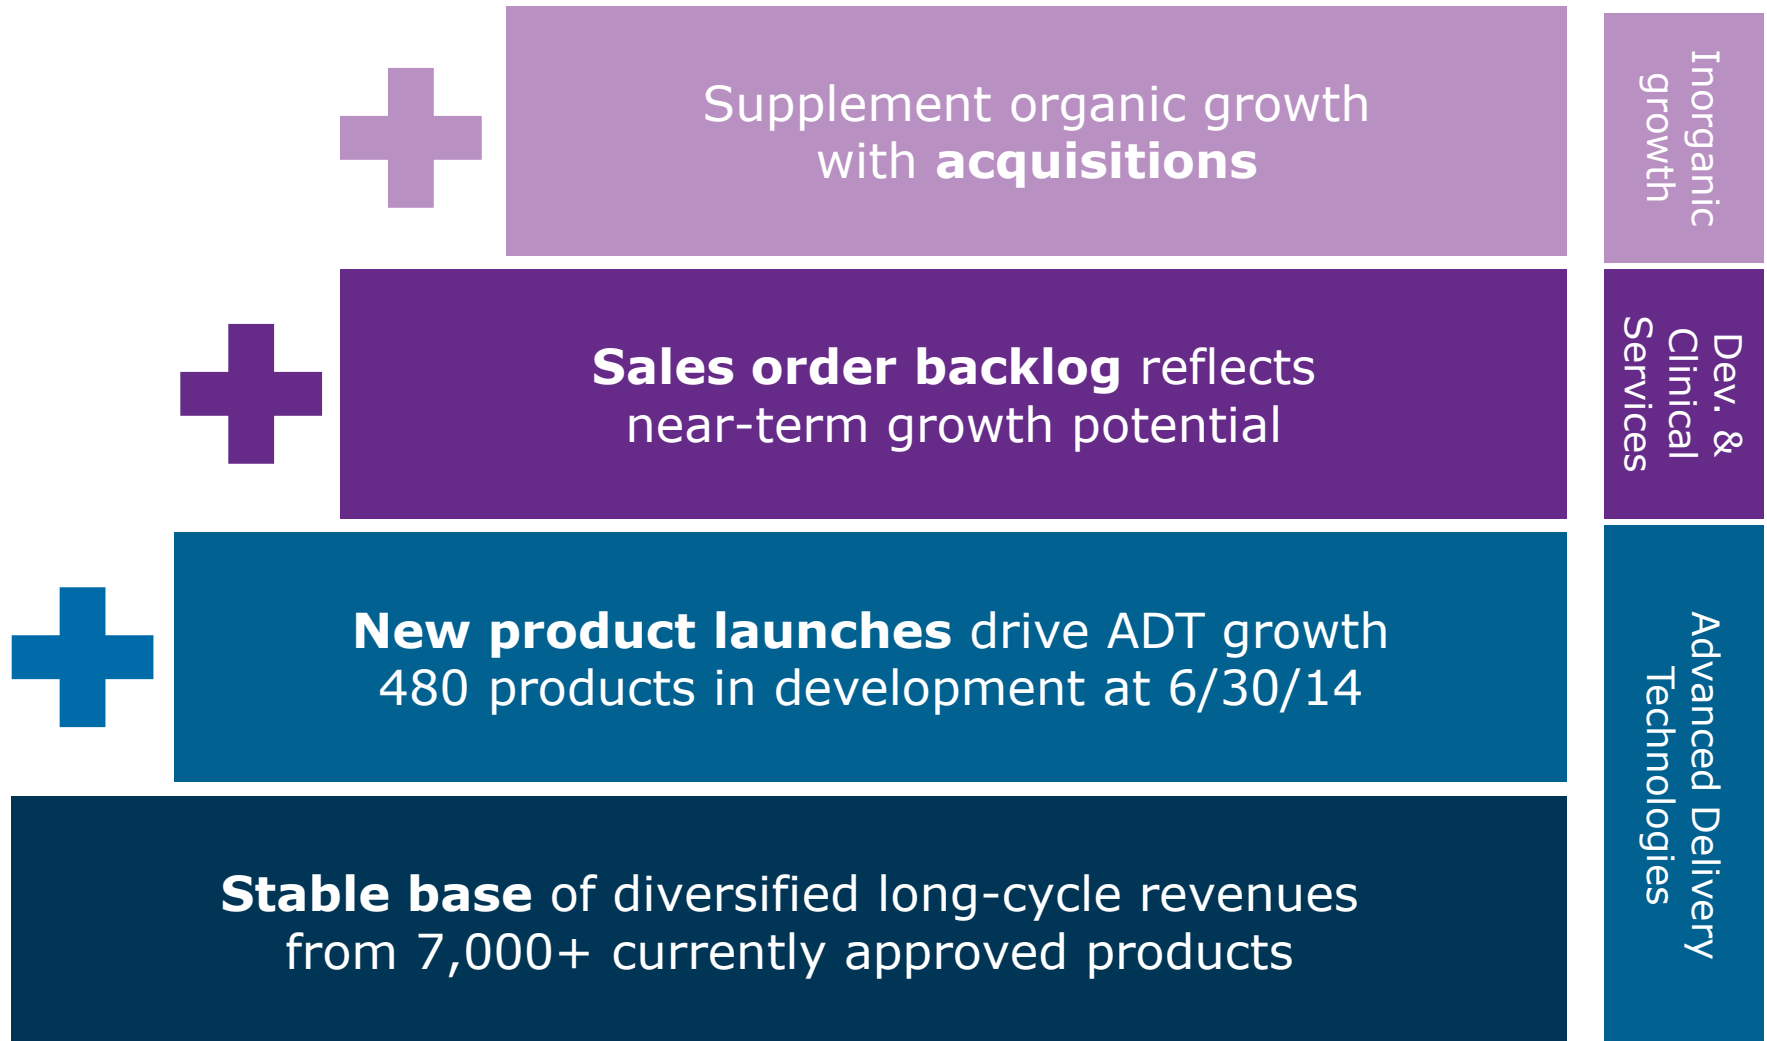 Supplement organic growth
with acquisitions
Inorganic
growth
Sales order backlog reflects
near-term growth potential
Dev. &
Clinical
Services
New product launches drive ADT growth
480 products in development at 6/30/14
Stable base of diversified long-cycle revenues
from 7,000+ currently approved products
Advanced Delivery
Technologies